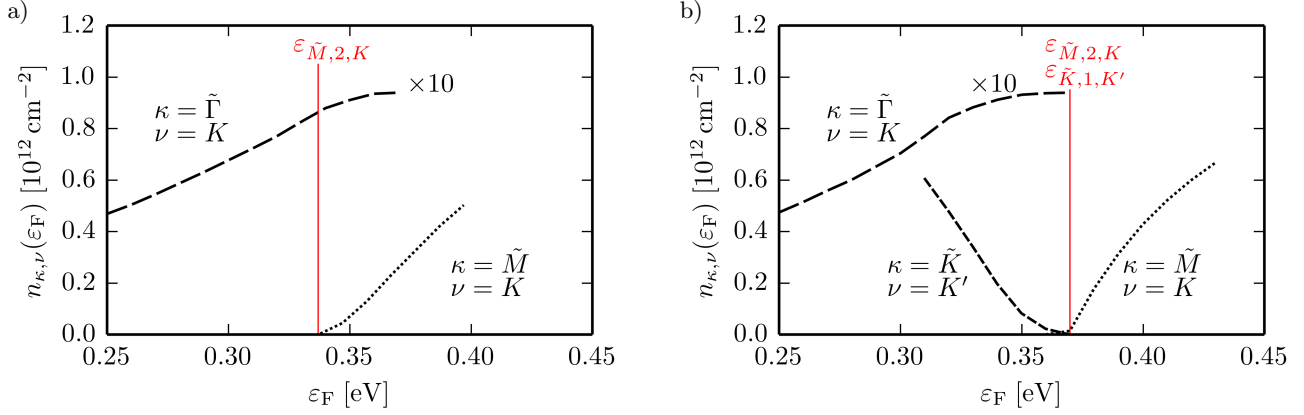 a)
1.2
1.0
0.8
0.6
0.4
0.2
0.0
n_{κ,ν}(ε_F) [10^{12} cm^{−2}]
ε_{M̃,2,K}
×10
κ = Γ̃
ν = K
κ = M̃
ν = K
0.25 0.30 0.35 0.40 0.45
ε_F [eV]
b)
1.2
1.0
0.8
0.6
0.4
0.2
0.0
n_{κ,ν}(ε_F) [10^{12} cm^{−2}]
ε_{M̃,2,K}
ε_{K̃,1,K′}
×10
κ = Γ̃
ν = K
κ = K̃
ν = K′
κ = M̃
ν = K
0.25 0.30 0.35 0.40 0.45
ε_F [eV]